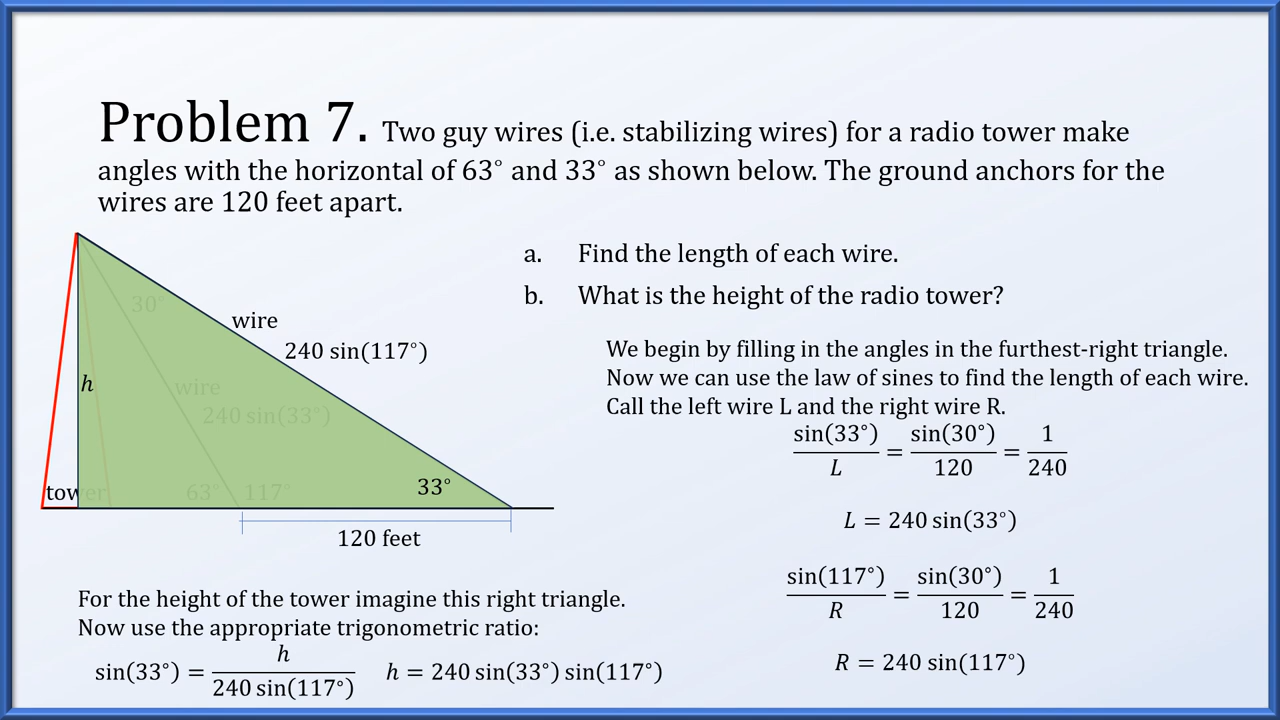 Problem 7. Two guy wires (i.e. stabilizing wires) for a radio tower make
angles with the horizontal of 63° and 33° as shown below. The ground anchors for the
wires are 120 feet apart.
a. Find the length of each wire.
b. What is the height of the radio tower?
30°
wire
240 sin(117°)
h
wire
240 sin(33°)
tower
63° 117°
33°
120 feet
We begin by filling in the angles in the furthest-right triangle.
Now we can use the law of sines to find the length of each wire.
Call the left wire L and the right wire R.
sin(33°)/L = sin(30°)/120 = 1/240
L = 240 sin(33°)
sin(117°)/R = sin(30°)/120 = 1/240
R = 240 sin(117°)
For the height of the tower imagine this right triangle.
Now use the appropriate trigonometric ratio:
sin(33°) = h/240 sin(117°) h = 240 sin(33°) sin(117°)